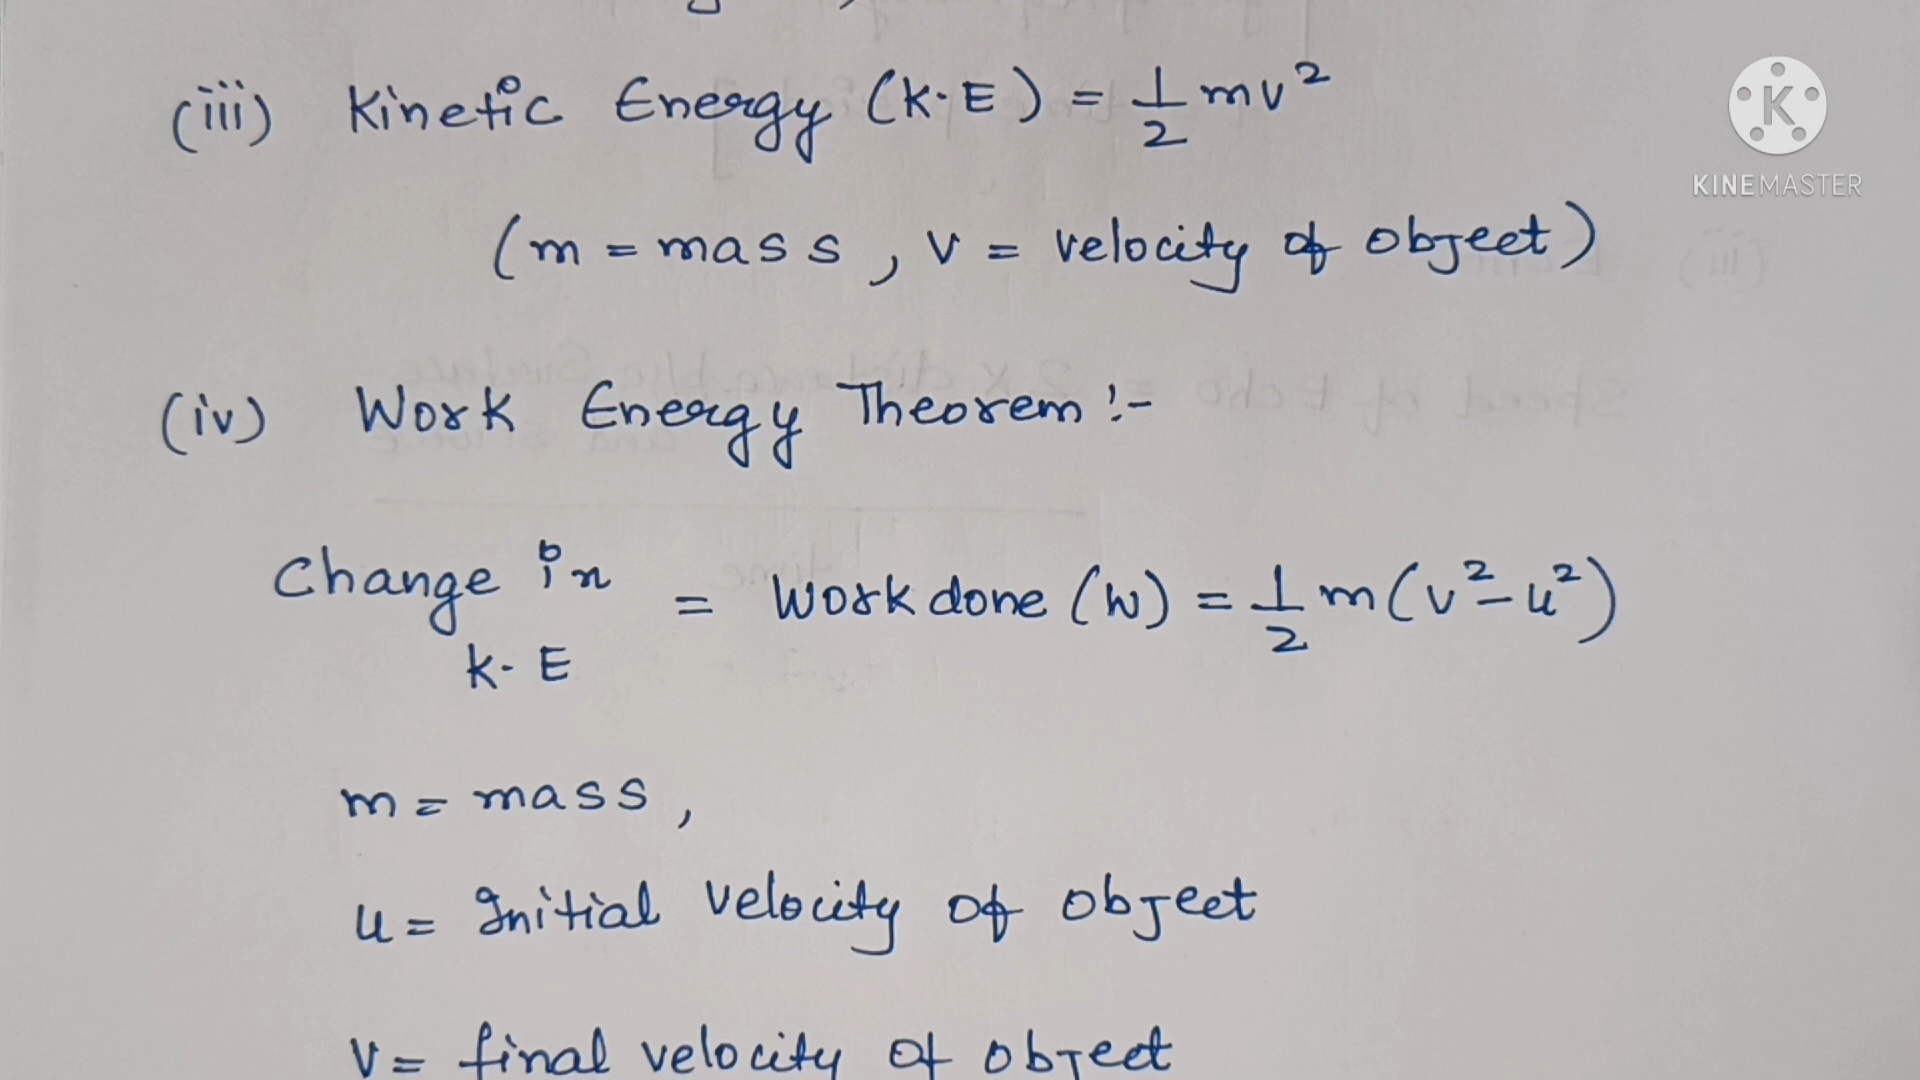 (iii) Kinetic Energy (K.E) = 1/2 mv²
KINEMASTER
(m = mass, v = velocity of object)
(iv) Work Energy Theorem :-
Change in K.E = Work done (W) = 1/2 m(v² - u²)
m = mass,
u = Initial velocity of object
v = final velocity of object